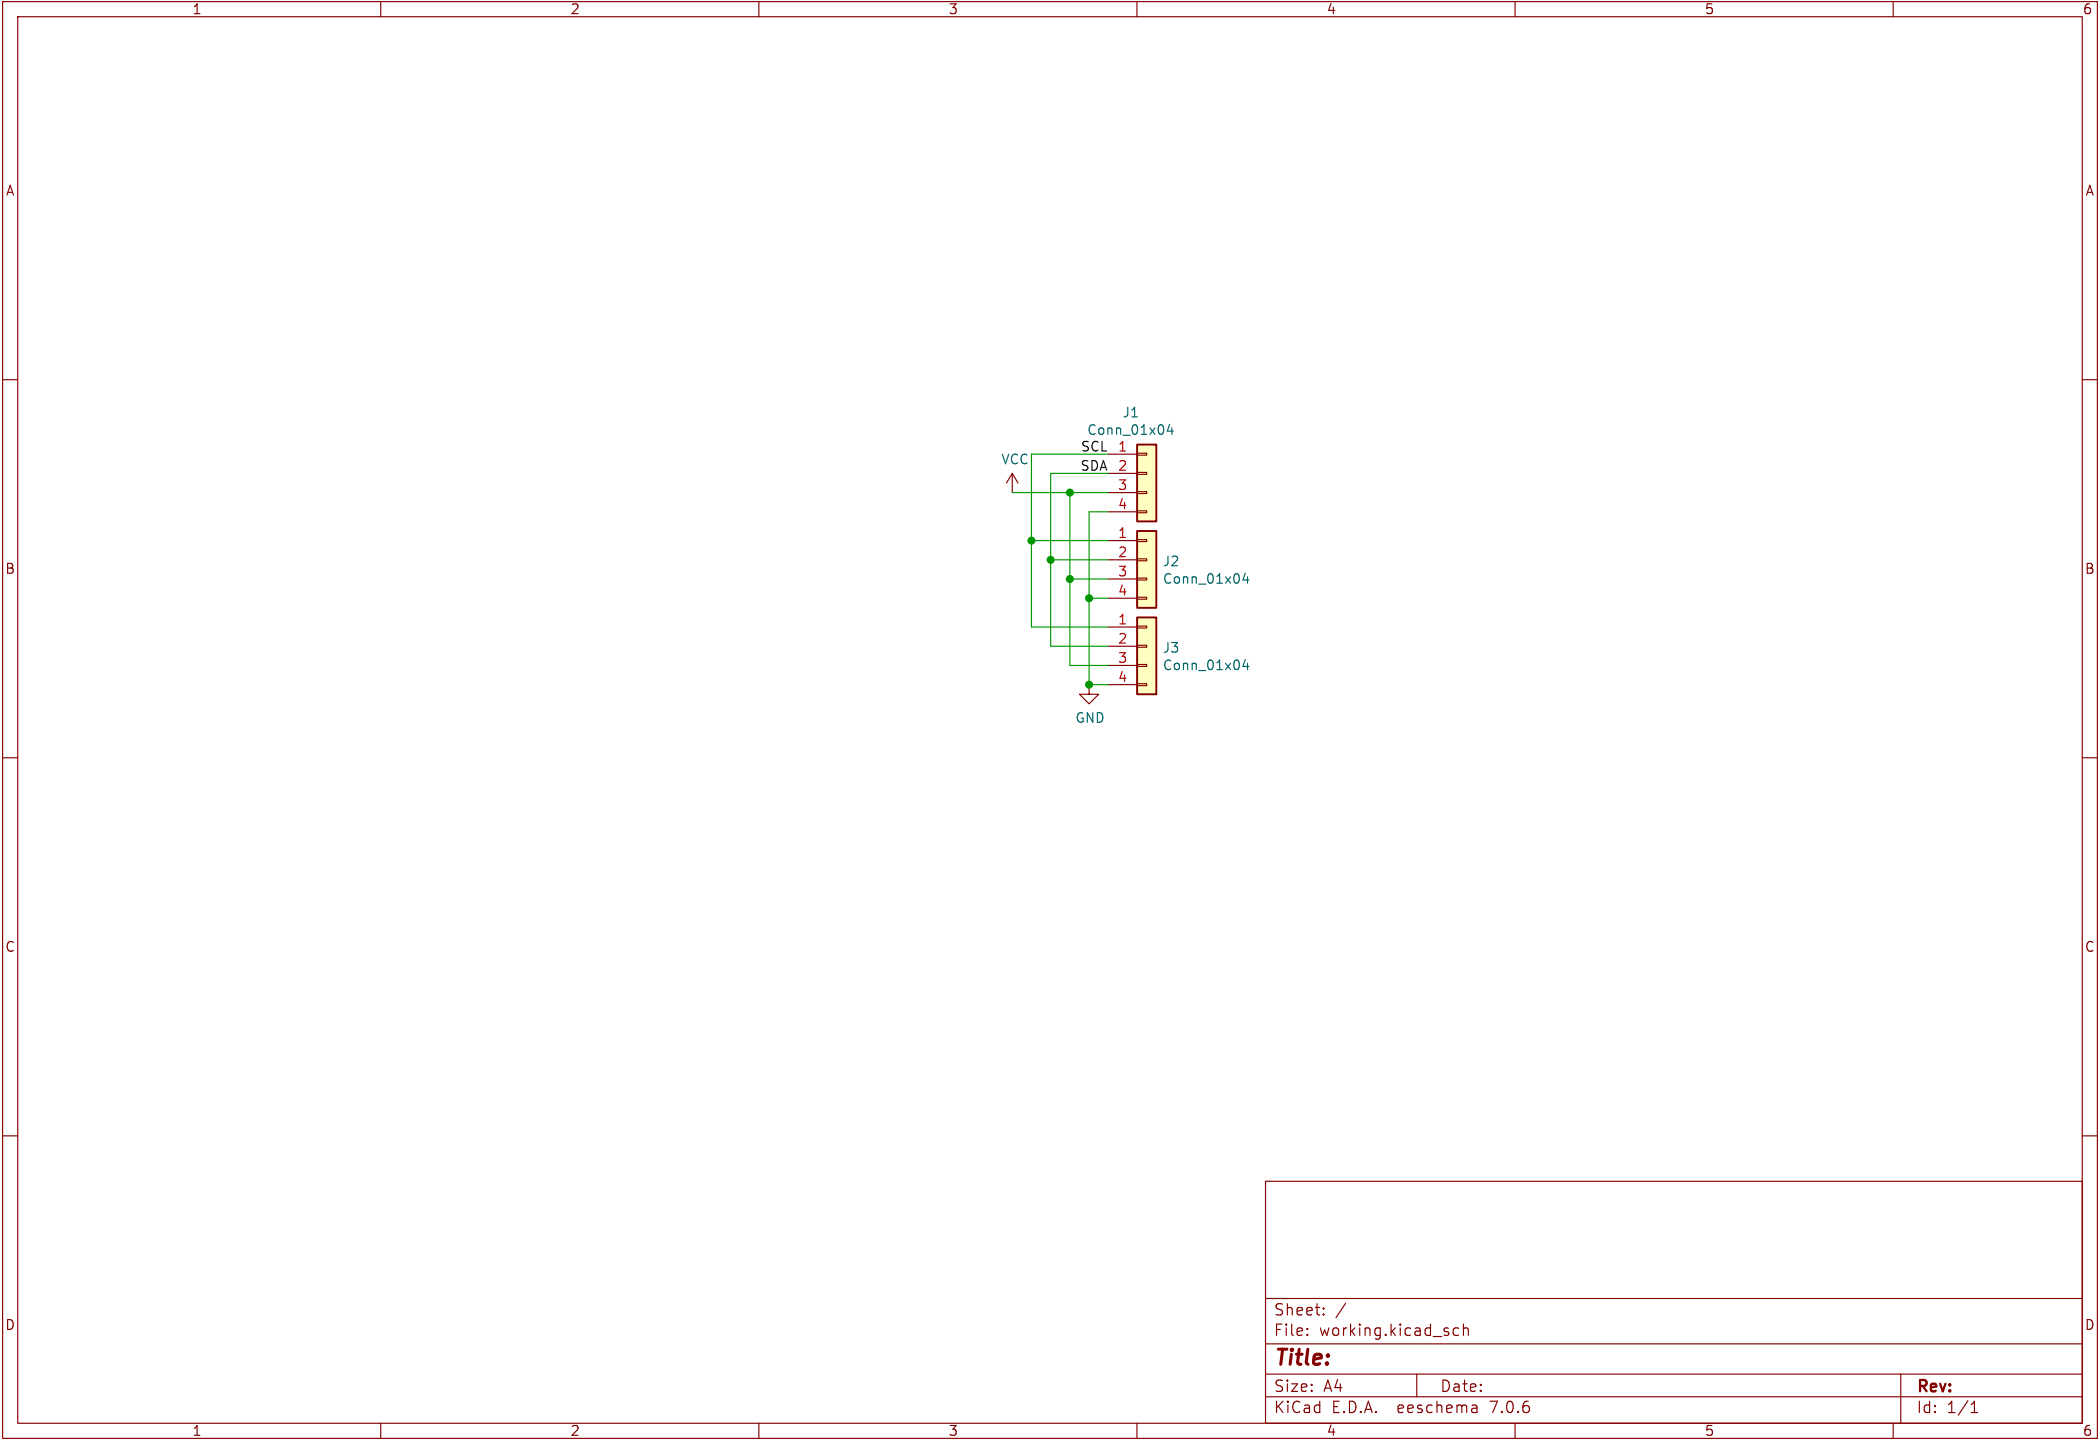 1 2 3 4 5 6
A A
J1
Conn_01x04
SCL 1
VCC
SDA 2
3
4
1
B 2 J2 B
3 Conn_01x04
4
1
2 J3
3 Conn_01x04
4
GND
C C
Sheet: /
D File: working.kicad_sch D
Title:
Size: A4 Date: Rev:
KiCad E.D.A. eeschema 7.0.6 Id: 1/1
1 2 3 4 5 6